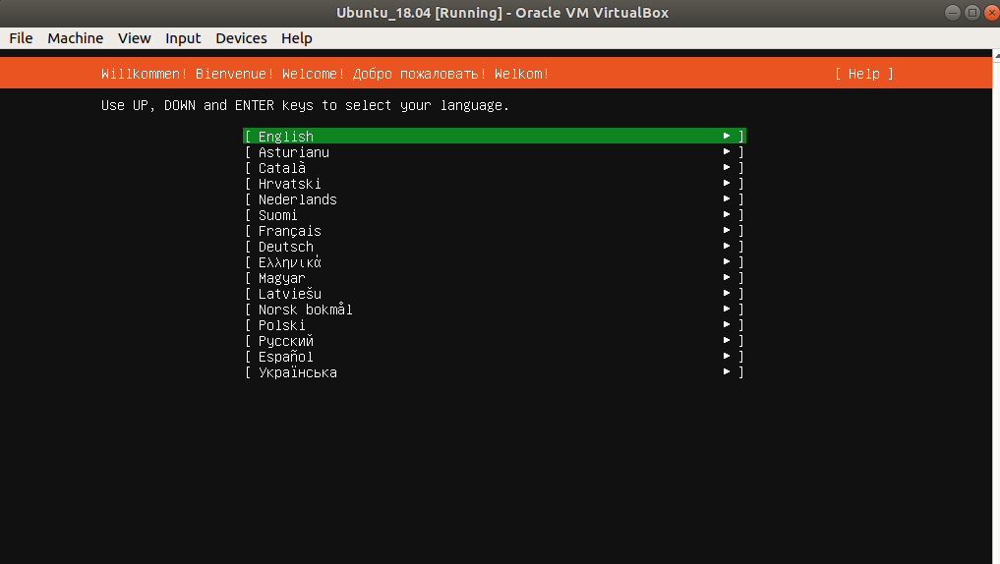 Ubuntu_18.04 [Running] - Oracle VM VirtualBox
File Machine View Input Devices Help
Willkommen! Bienvenue! Welcome! Добро пожаловать! Welkom! [ Help ]
Use UP, DOWN and ENTER keys to select your language.
[ English ► ]
[ Asturianu ► ]
[ Català ► ]
[ Hrvatski ► ]
[ Nederlands ► ]
[ Suomi ► ]
[ Français ► ]
[ Deutsch ► ]
[ Ελληνικά ► ]
[ Magyar ► ]
[ Latviešu ► ]
[ Norsk bokmål ► ]
[ Polski ► ]
[ Русский ► ]
[ Español ► ]
[ Українська ► ]